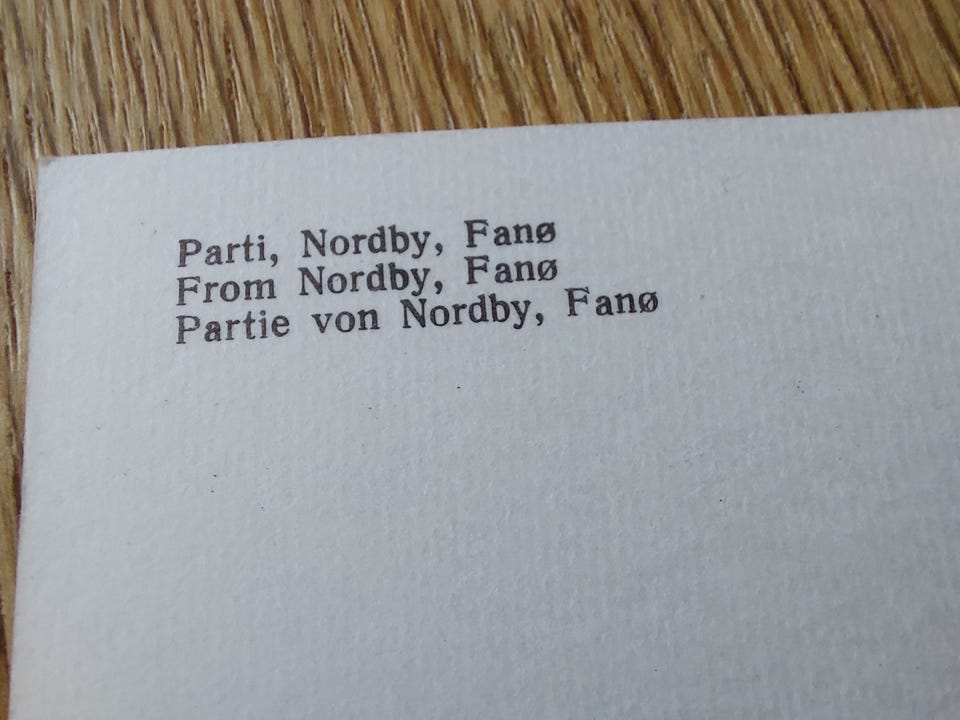 Parti, Nordby, Fanø
From Nordby, Fanø
Partie von Nordby, Fanø